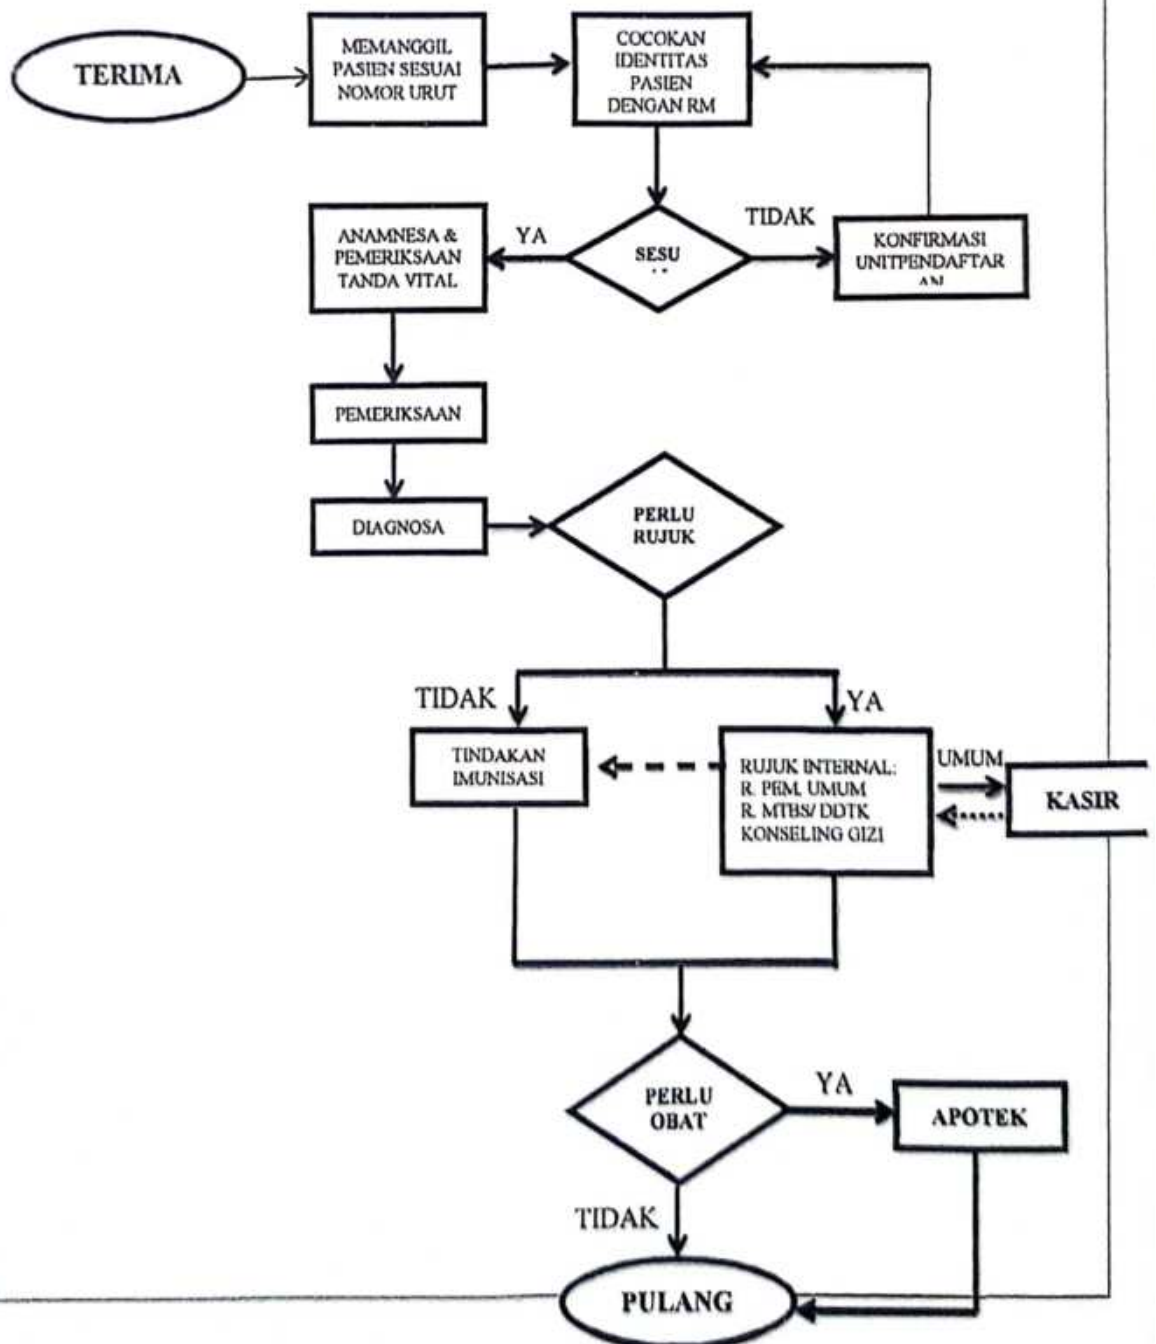 TERIMA
MEMANGGIL
PASIEN SESUAI
NOMOR URUT
COCOKAN
IDENTITAS
PASIEN
DENGAN RM
ANAMNESA &
PEMERIKSAAN
TANDA VITAL
YA
SESU
TIDAK
KONFIRMASI
UNITPENDAFTAR
PEMERIKSAAN
DIAGNOSA
PERLU
RUJUK
TIDAK
YA
TINDAKAN
IMUNISASI
RUJUK INTERNAL:
R. PEM. UMUM
R. MTBS/ DDTK
KONSELING GIZI
UMUM
KASIR
PERLU
OBAT
YA
APOTEK
TIDAK
PULANG